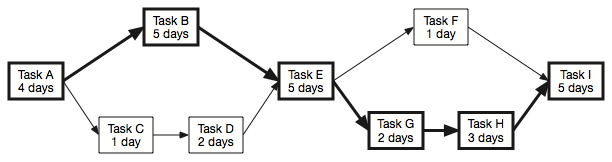 Task B
5 days
Task F
1 day
Task A
4 days
Task E
5 days
Task I
5 days
Task C
1 day
Task D
2 days
Task G
2 days
Task H
3 days